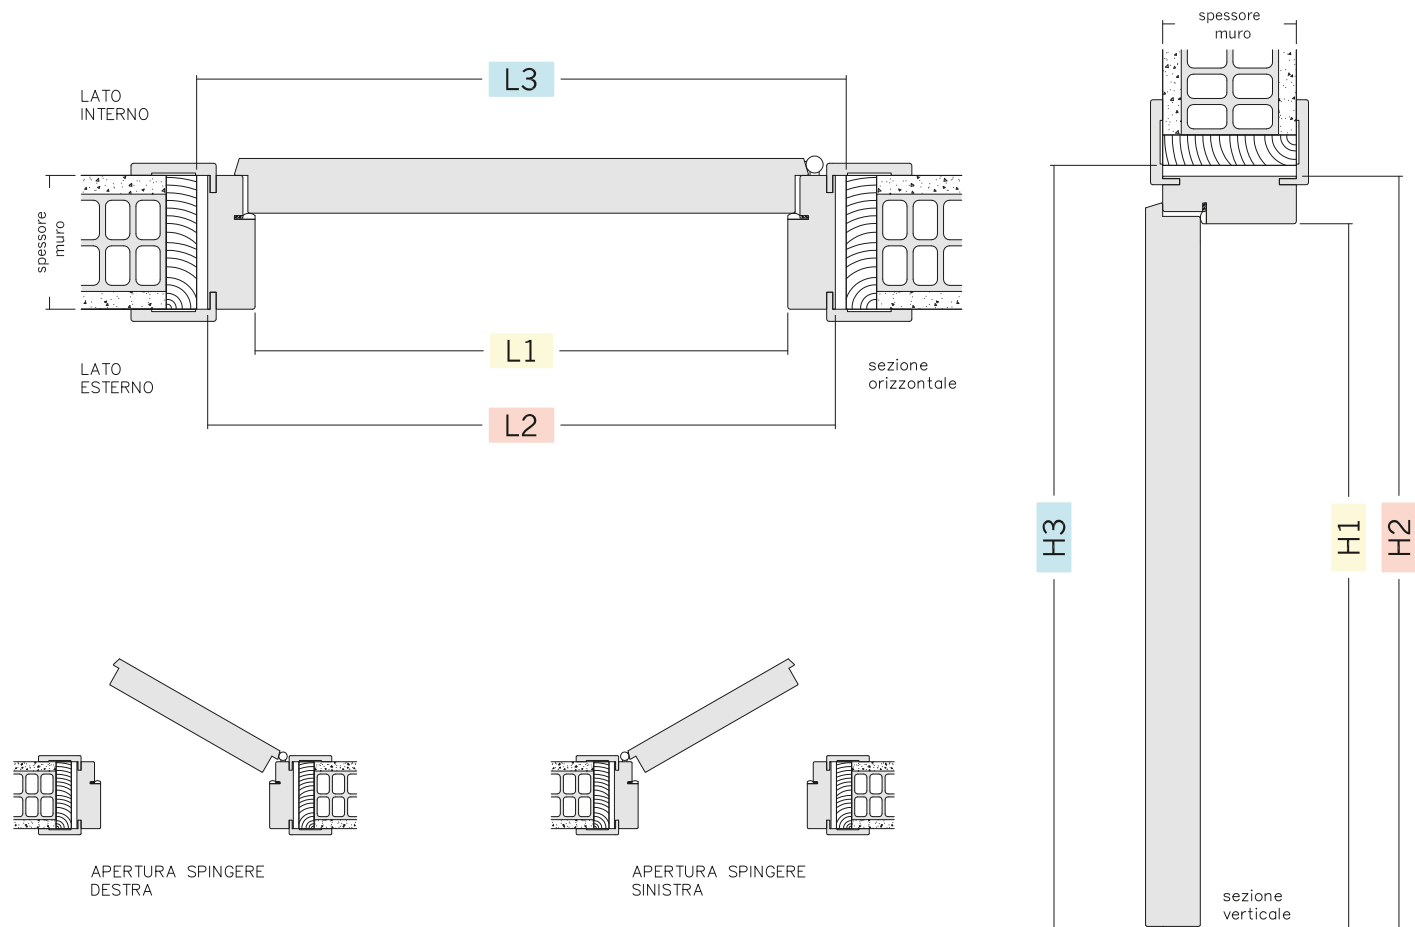 LATO
INTERNO
L3
spessore
muro
L1
LATO
ESTERNO
sezione
orizzontale
L2
APERTURA SPINGERE
DESTRA
APERTURA SPINGERE
SINISTRA
spessore
muro
H3
H1
H2
sezione
verticale